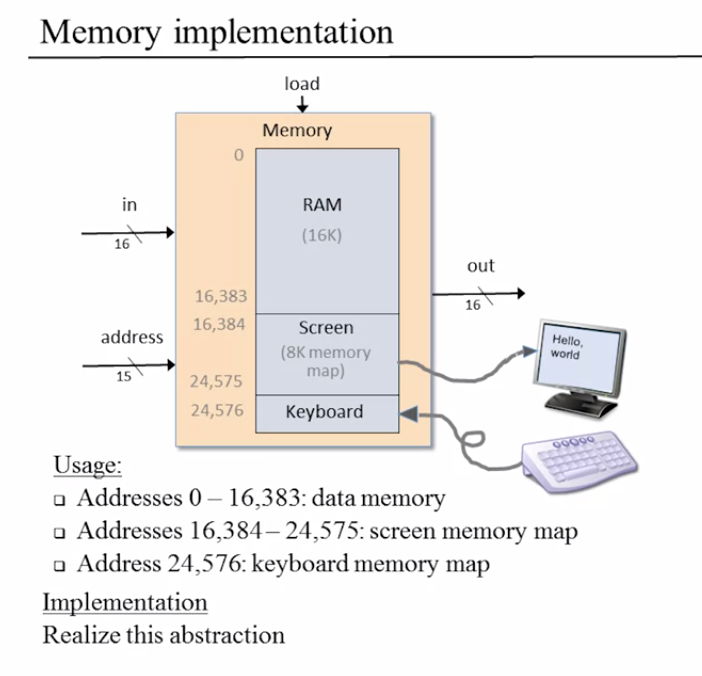 Memory implementation
load
Memory
0
in
RAM
16
(16K)
out
16,383
16
16,384
Screen
address
(8K memory
map)
Hello,
world
15
24,575
24,576
Keyboard
Usage:
❑ Addresses 0 – 16,383: data memory
❑ Addresses 16,384– 24,575: screen memory map
❑ Address 24,576: keyboard memory map
Implementation
Realize this abstraction